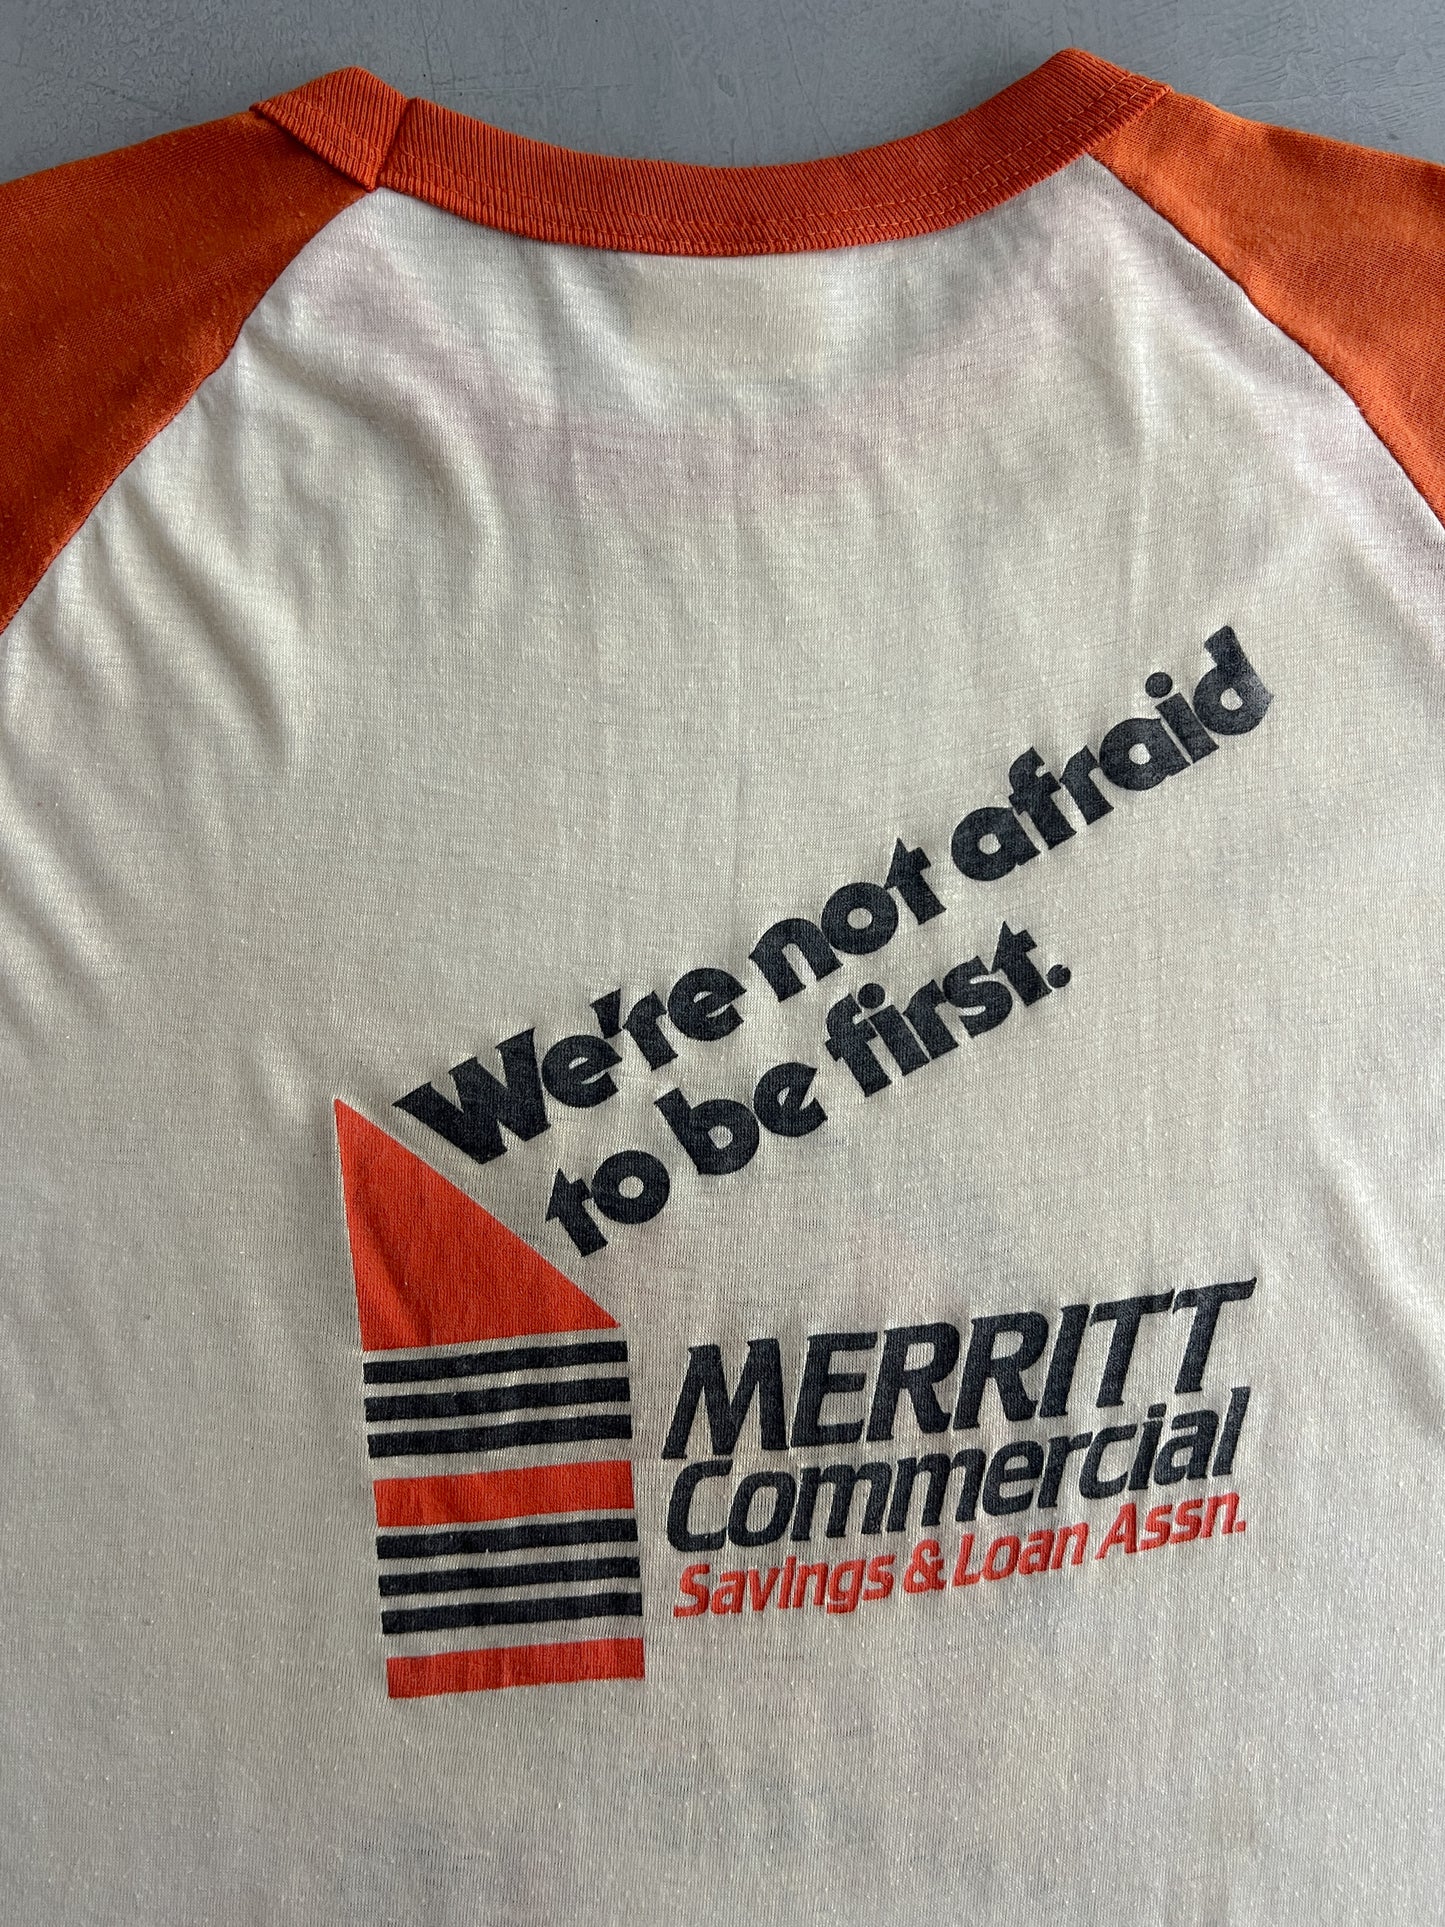 We're not afraid
to be first.
MERRITT
Commercial
Savings & Loan Assn.